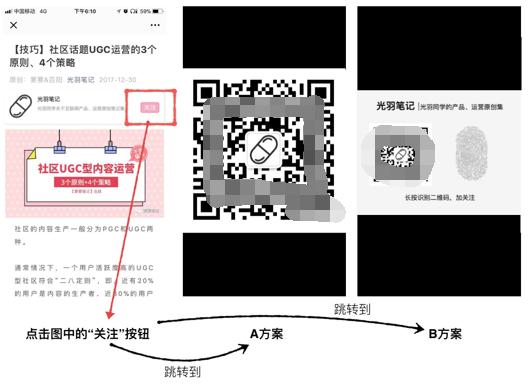 中国移动 4G
下午6:10
59%
【技巧】社区话题UGC运营的3个
原则、4个策略
光羽笔记 2017-12-30
光羽笔记
关注
社区UGC型内容运营
3个原则+4个策略
社区的内容生产一般分为PGC和UGC两
种。
通常情况下，一个用户活跃度高的UGC
型社区符合“二八定则”，即，近有20%
的用户是内容的生产者、近80%的用户
光羽笔记 |光羽同学的产品、运营原创集
长按识别二维码，加关注
跳转到
点击图中的“关注”按钮
A方案
B方案
跳转到